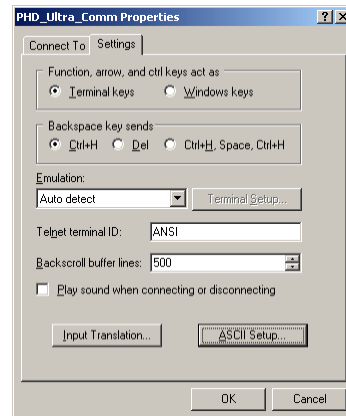 PHD_Ultra_Comm Properties ? X
Connect To Settings
Function, arrow, and ctrl keys act as
Terminal keys Windows keys
Backspace key sends
Ctrl+H Del Ctrl+H, Space, Ctrl+H
Emulation:
Auto detect Terminal Setup...
Telnet terminal ID: ANSI
Backscroll buffer lines: 500
Play sound when connecting or disconnecting
Input Translation... ASCII Setup...
OK Cancel